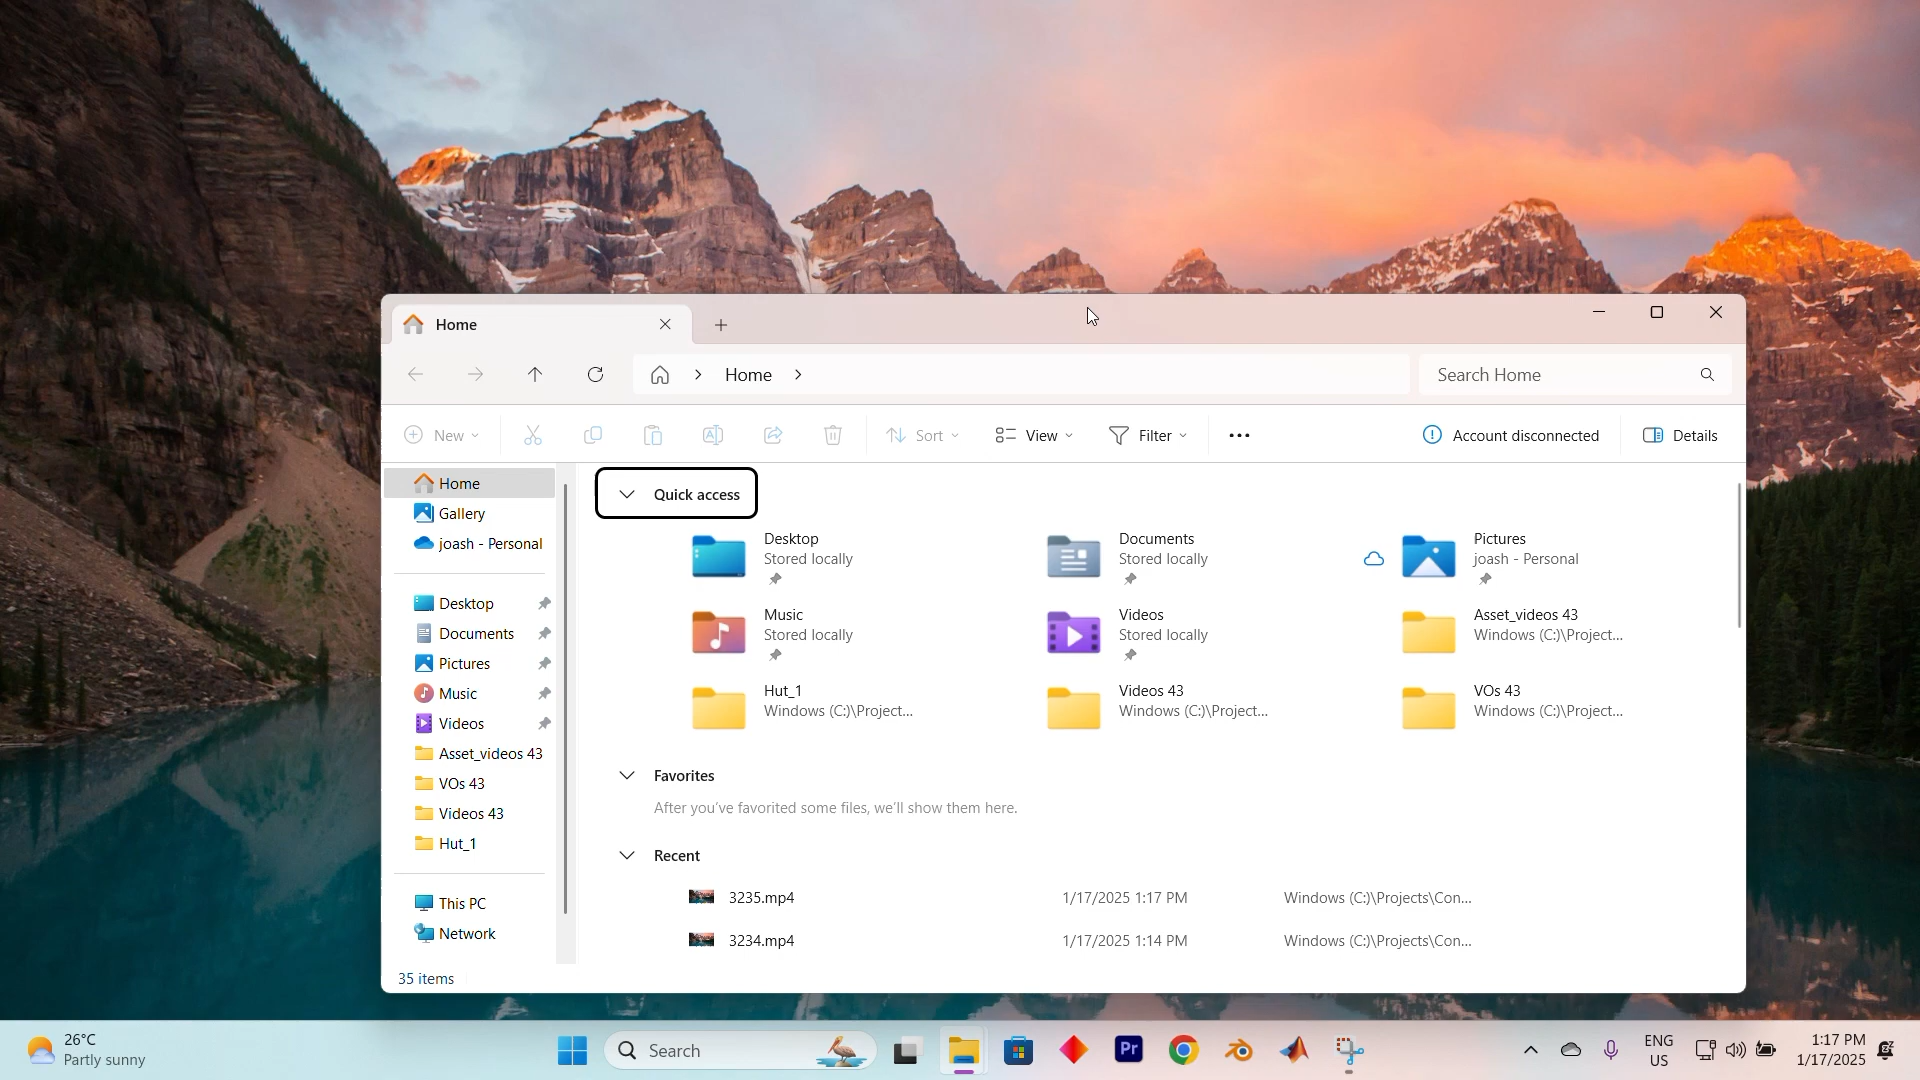 Home
Home
Search Home
New
Sort
View
Filter
Account disconnected
Details
Home
Gallery
joash - Personal
Desktop
Documents
Pictures
Music
Videos
Asset_videos 43
VOs 43
Videos 43
Hut_1
This PC
Network
35 items
Quick access
Desktop
Stored locally
Documents
Stored locally
Pictures
joash - Personal
Music
Stored locally
Videos
Stored locally
Asset_videos 43
Windows (C:)\Project...
Hut_1
Windows (C:)\Project...
Videos 43
Windows (C:)\Project...
VOs 43
Windows (C:)\Project...
Favorites
After you've favorited some files, we'll show them here.
Recent
3235.mp4 1/17/2025 1:17 PM Windows (C:)\Projects\Con...
3234.mp4 1/17/2025 1:14 PM Windows (C:)\Projects\Con...
26°C
Partly sunny
Search
Pr
ENG
US
1:17 PM
1/17/2025